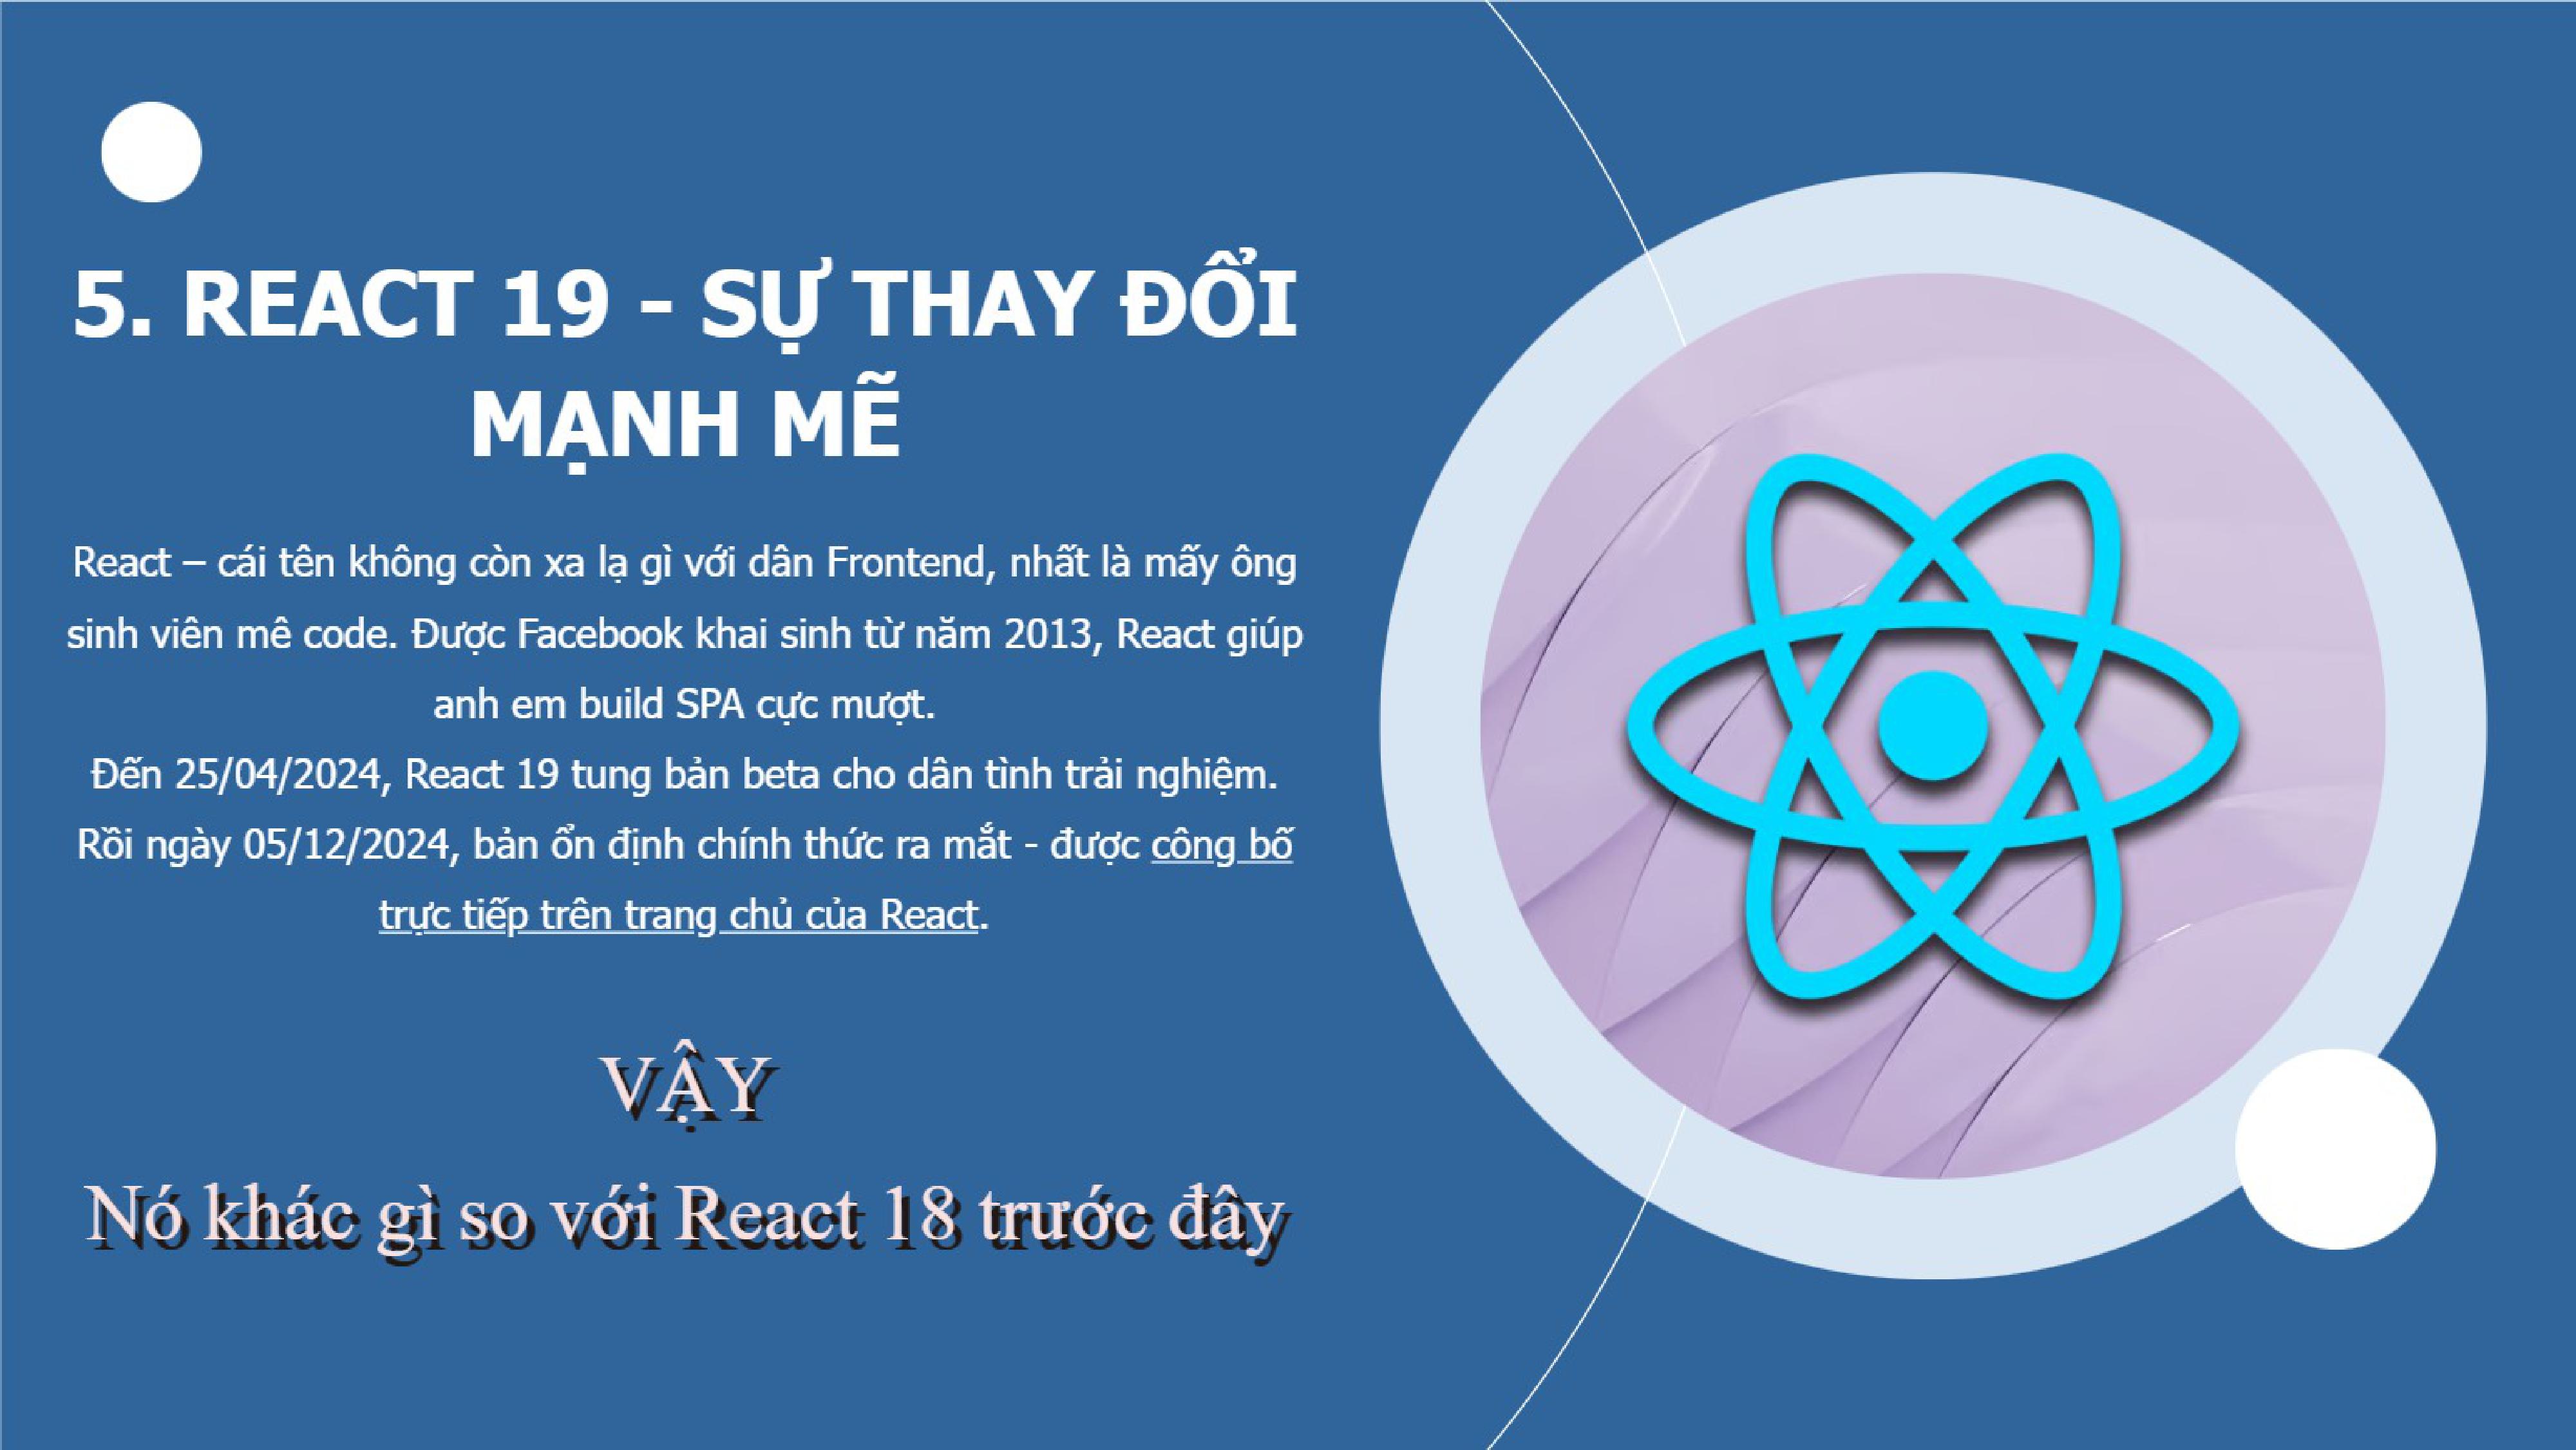 5. REACT 19 - SỰ THAY ĐỔI
MẠNH MẼ
React – cái tên không còn xa lạ gì với dân Frontend, nhất là mấy ông
sinh viên mê code. Được Facebook khai sinh từ năm 2013, React giúp
anh em build SPA cực mượt.
Đến 25/04/2024, React 19 tung bản beta cho dân tình trải nghiệm.
Rồi ngày 05/12/2024, bản ổn định chính thức ra mắt - được công bố
trực tiếp trên trang chủ của React.
VẬY
Nó khác gì so với React 18 trước đây